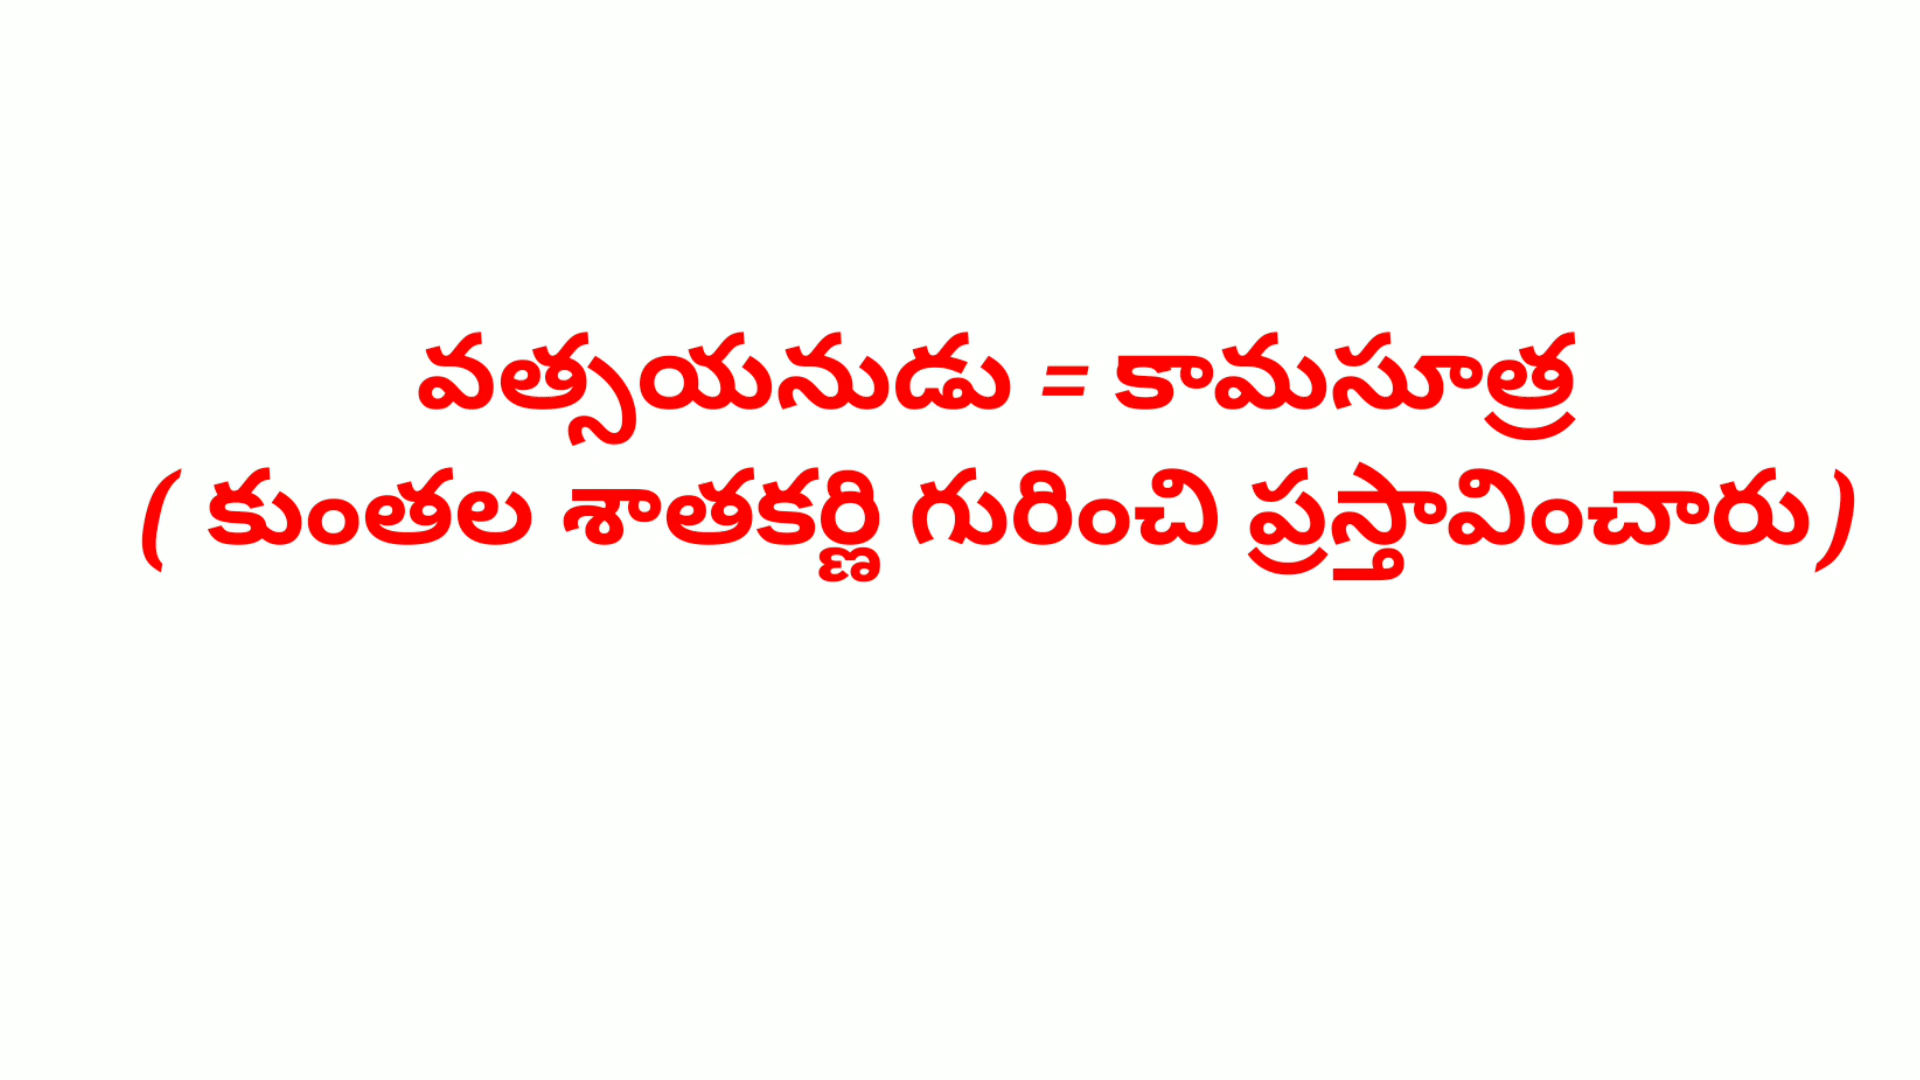 వత్సయనుడు = కామసూత్ర
( కుంతల శాతకర్ణి గురించి ప్రస్తావించారు)